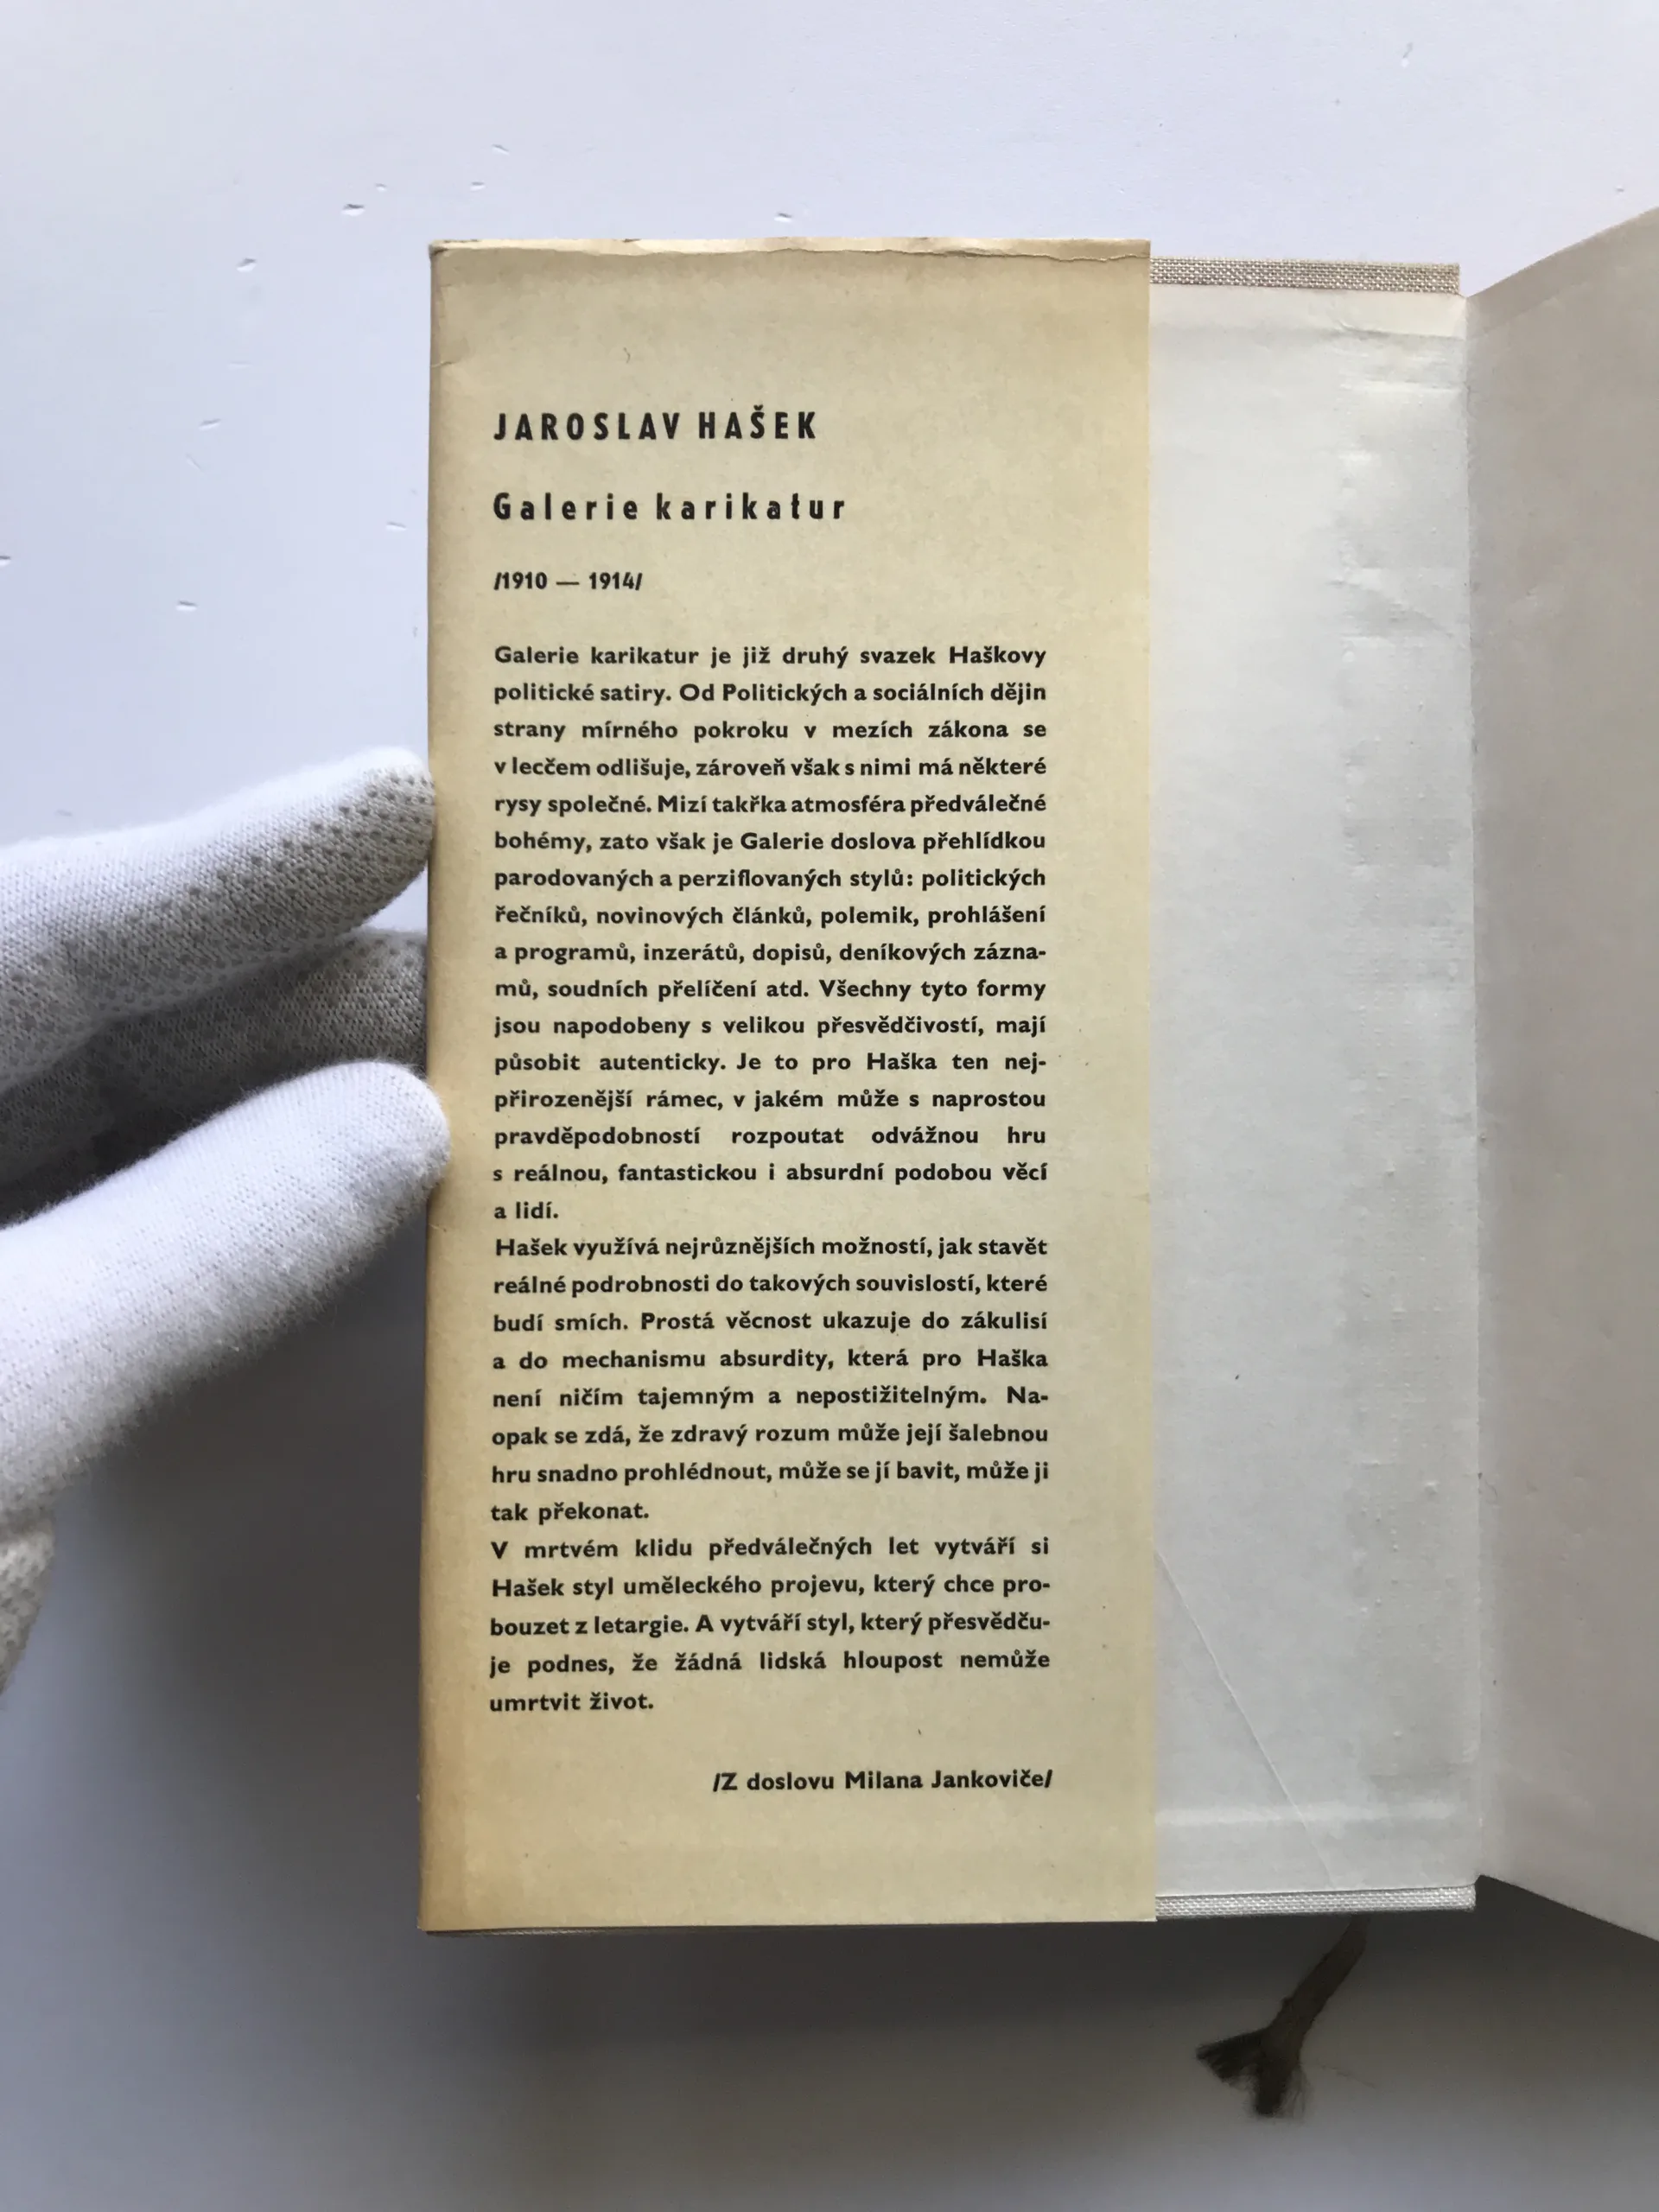 JAROSLAV HAŠEK
Galerie karikatur
/1910 — 1914/
Galerie karikatur je již druhý svazek Haškovy
politické satiry. Od Politických a sociálních dějin
strany mírného pokroku v mezích zákona se
v lecčem odlišuje, zároveň však s nimi má některé
rysy společné. Mizí takřka atmosféra předválečné
bohémy, zato však je Galerie doslova přehlídkou
parodovaných a perziflovaných stylů: politických
řečníků, novinových článků, polemik, prohlášení
a programů, inzerátů, dopisů, deníkových zázna-
mů, soudních přelíčení atd. Všechny tyto formy
jsou napodobeny s velikou přesvědčivostí, mají
působit autenticky. Je to pro Haška ten nej-
přirozenější rámec, v jakém může s naprostou
pravděpodobností rozpoutat odvážnou hru
s reálnou, fantastickou i absurdní podobou věcí
a lidí.
Hašek využívá nejrůznějších možností, jak stavět
reálné podrobnosti do takových souvislostí, které
budí smích. Prostá věcnost ukazuje do zákulisí
a do mechanismu absurdity, která pro Haška
není ničím tajemným a nepostižitelným. Na-
opak se zdá, že zdravý rozum může její šalebnou
hru snadno prohlédnout, může se jí bavit, může ji
tak překonat.
V mrtvém klidu předválečných let vytváří si
Hašek styl uměleckého projevu, který chce pro-
bouzet z letargie. A vytváří styl, který přesvědču-
je podnes, že žádná lidská hloupost nemůže
umrtvit život.
/Z doslovu Milana Jankoviče/